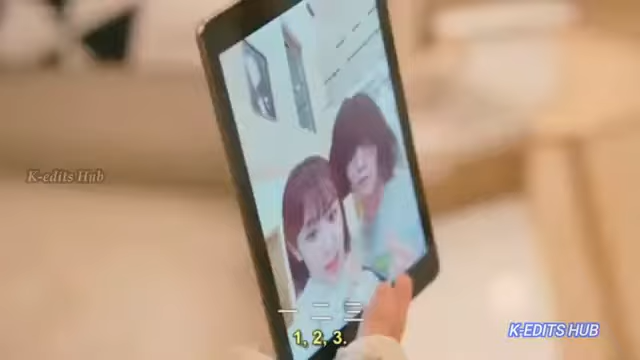 K-edits Hub
一 二 三
1, 2, 3.
K-EDITS HUB